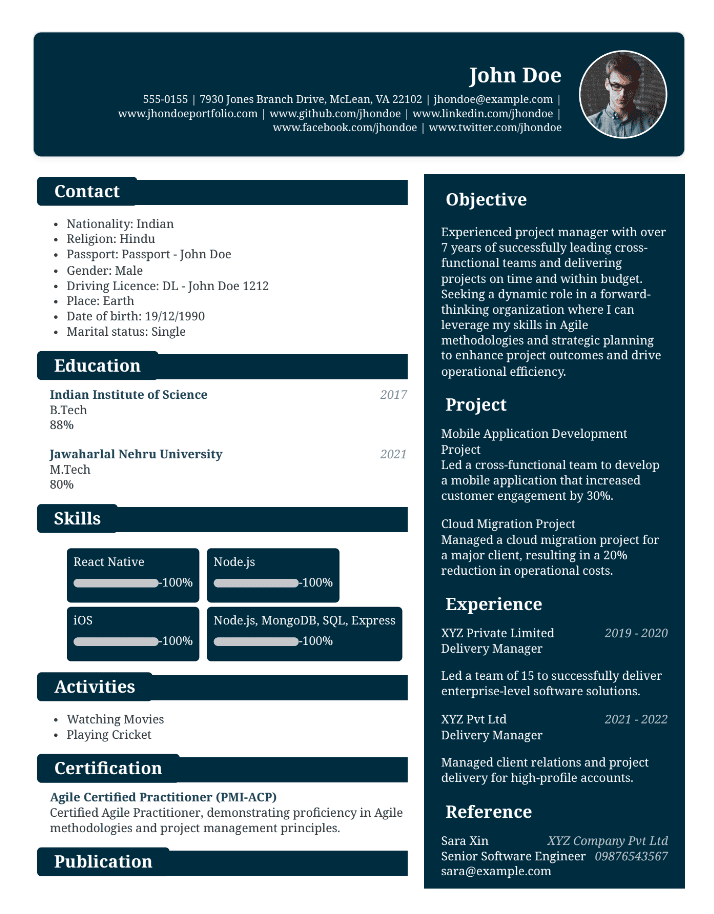 John Doe
555-0155 | 7930 Jones Branch Drive, McLean, VA 22102 | jhondoe@example.com |
www.jhondoeportfolio.com | www.github.com/jhondoe | www.linkedin.com/jhondoe |
www.facebook.com/jhondoe | www.twitter.com/jhondoe
Contact
• Nationality: Indian
• Religion: Hindu
• Passport: Passport - John Doe
• Gender: Male
• Driving Licence: DL - John Doe 1212
• Place: Earth
• Date of birth: 19/12/1990
• Marital status: Single
Education
Indian Institute of Science 2017
B.Tech
88%
Jawaharlal Nehru University 2021
M.Tech
80%
Skills
React Native
-100%
Node.js
-100%
iOS
-100%
Node.js, MongoDB, SQL, Express
-100%
Activities
• Watching Movies
• Playing Cricket
Certification
Agile Certified Practitioner (PMI-ACP)
Certified Agile Practitioner, demonstrating proficiency in Agile
methodologies and project management principles.
Publication
Objective
Experienced project manager with over
7 years of successfully leading cross-
functional teams and delivering
projects on time and within budget.
Seeking a dynamic role in a forward-
thinking organization where I can
leverage my skills in Agile
methodologies and strategic planning
to enhance project outcomes and drive
operational efficiency.
Project
Mobile Application Development
Project
Led a cross-functional team to develop
a mobile application that increased
customer engagement by 30%.
Cloud Migration Project
Managed a cloud migration project for
a major client, resulting in a 20%
reduction in operational costs.
Experience
XYZ Private Limited 2019 - 2020
Delivery Manager
Led a team of 15 to successfully deliver
enterprise-level software solutions.
XYZ Pvt Ltd 2021 - 2022
Delivery Manager
Managed client relations and project
delivery for high-profile accounts.
Reference
Sara Xin XYZ Company Pvt Ltd
Senior Software Engineer 09876543567
sara@example.com